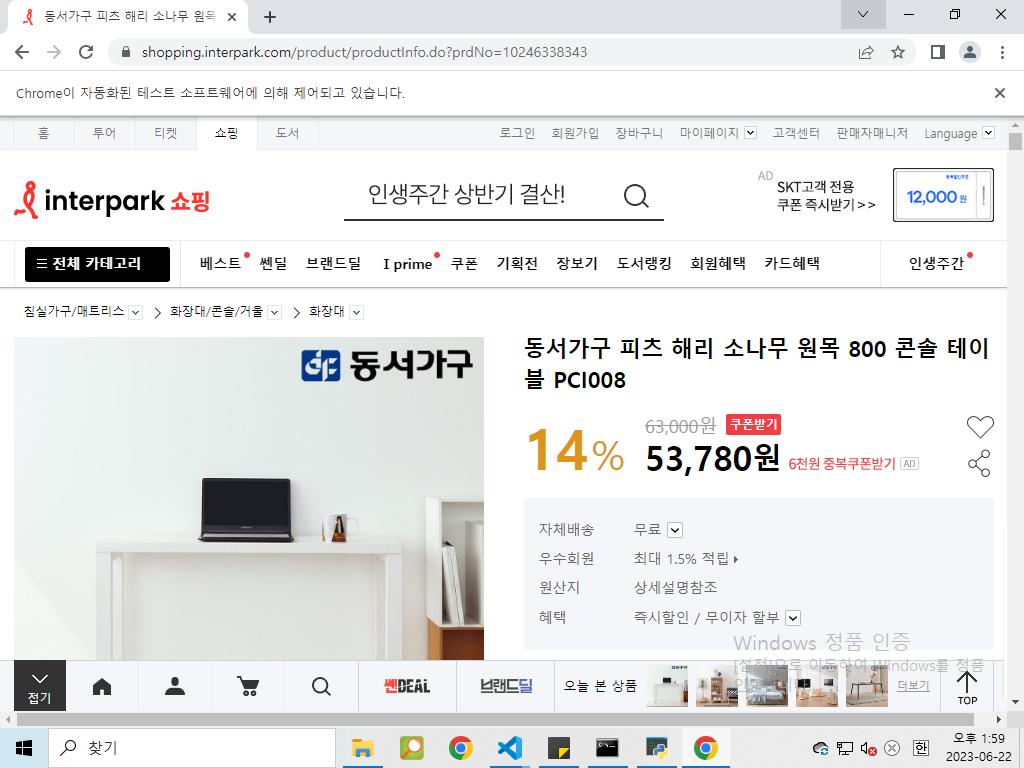 동서가구 피츠 해리 소나무 원목
shopping.interpark.com/product/productInfo.do?prdNo=10246338343
Chrome이 자동화된 테스트 소프트웨어에 의해 제어되고 있습니다.
홈 투어 티켓 쇼핑 도서 로그인 회원가입 장바구니 마이페이지 고객센터 판매자매니저 Language
interpark 쇼핑
인생주간 상반기 결산!
AD SKT고객 전용
쿠폰 즉시받기>>
12,000원
전체 카테고리 베스트 쎈딜 브랜드딜 I prime 쿠폰 기획전 장보기 도서랭킹 회원혜택 카드혜택 인생주간
침실가구/매트리스 > 화장대/콘솔/거울 > 화장대
동서가구
동서가구 피츠 해리 소나무 원목 800 콘솔 테이
블 PCI008
14%
63,000원 쿠폰받기
53,780원 6천원 중복쿠폰받기 AD
자체배송 무료
우수회원 최대 1.5% 적립
원산지 상세설명참조
혜택 즉시할인 / 무이자 할부
Windows 정품 인증
[설정]으로 이동하여 Windows를 정품
접기 쎈DEAL 브랜드딜 오늘 본 상품 더보기 TOP
찾기
오후 1:59
한
2023-06-22